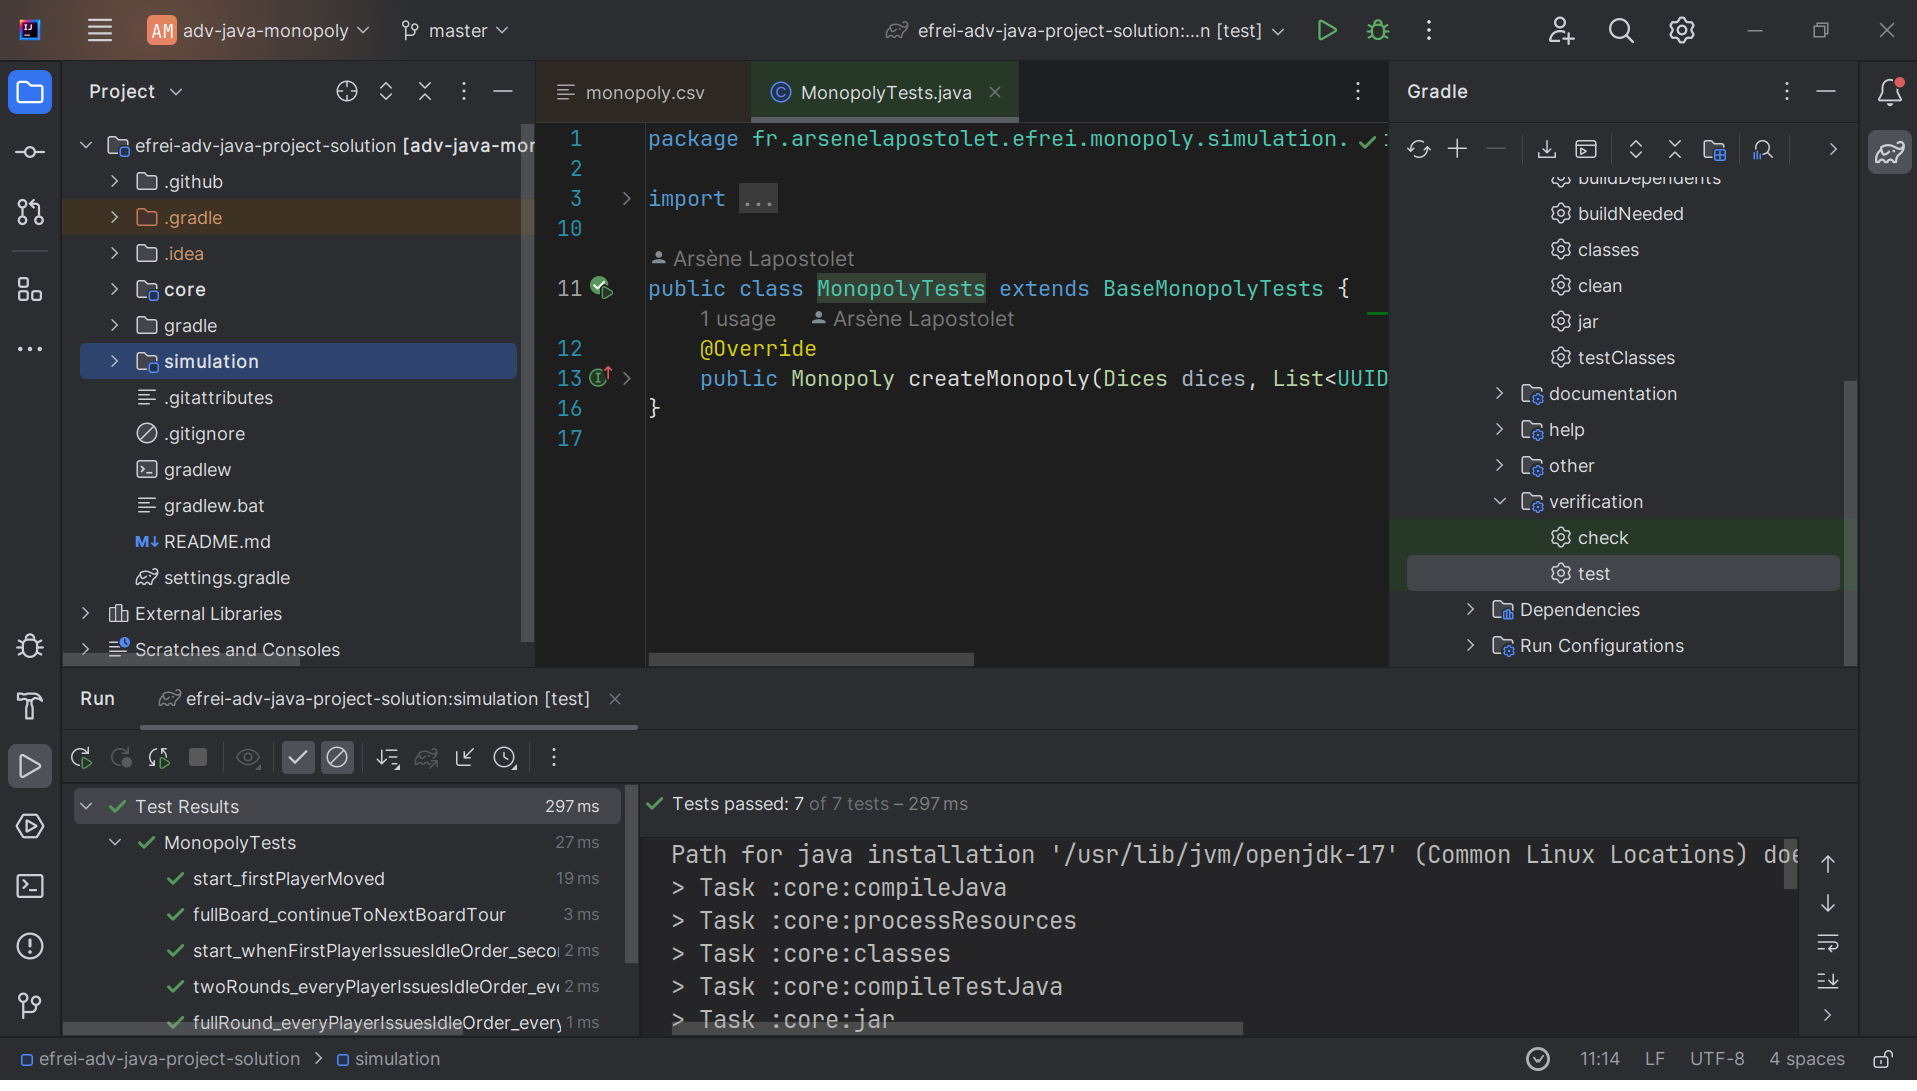 AM adv-java-monopoly master efrei-adv-java-project-solution:...n [test]
Project
efrei-adv-java-project-solution [adv-java-mor
.github
.gradle
.idea
core
gradle
simulation
.gitattributes
.gitignore
gradlew
gradlew.bat
M↓ README.md
settings.gradle
External Libraries
Scratches and Consoles
monopoly.csv MonopolyTests.java
1 package fr.arsenelapostolet.efrei.monopoly.simulation.
2
3 import ...
10
Arsène Lapostolet
11 public class MonopolyTests extends BaseMonopolyTests {
1 usage Arsène Lapostolet
12 @Override
13 public Monopoly createMonopoly(Dices dices, List<UUID
16 }
17
Gradle
buildDependents
buildNeeded
classes
clean
jar
testClasses
documentation
help
other
verification
check
test
Dependencies
Run Configurations
Run efrei-adv-java-project-solution:simulation [test]
Test Results 297 ms
MonopolyTests 27 ms
start_firstPlayerMoved 19 ms
fullBoard_continueToNextBoardTour 3 ms
start_whenFirstPlayerIssuesIdleOrder_seco 2 ms
twoRounds_everyPlayerIssuesIdleOrder_eve 2 ms
fullRound_everyPlayerIssuesIdleOrder_every 1 ms
Tests passed: 7 of 7 tests – 297 ms
Path for java installation '/usr/lib/jvm/openjdk-17' (Common Linux Locations) doe
> Task :core:compileJava
> Task :core:processResources
> Task :core:classes
> Task :core:compileTestJava
> Task :core:jar
efrei-adv-java-project-solution > simulation
11:14 LF UTF-8 4 spaces